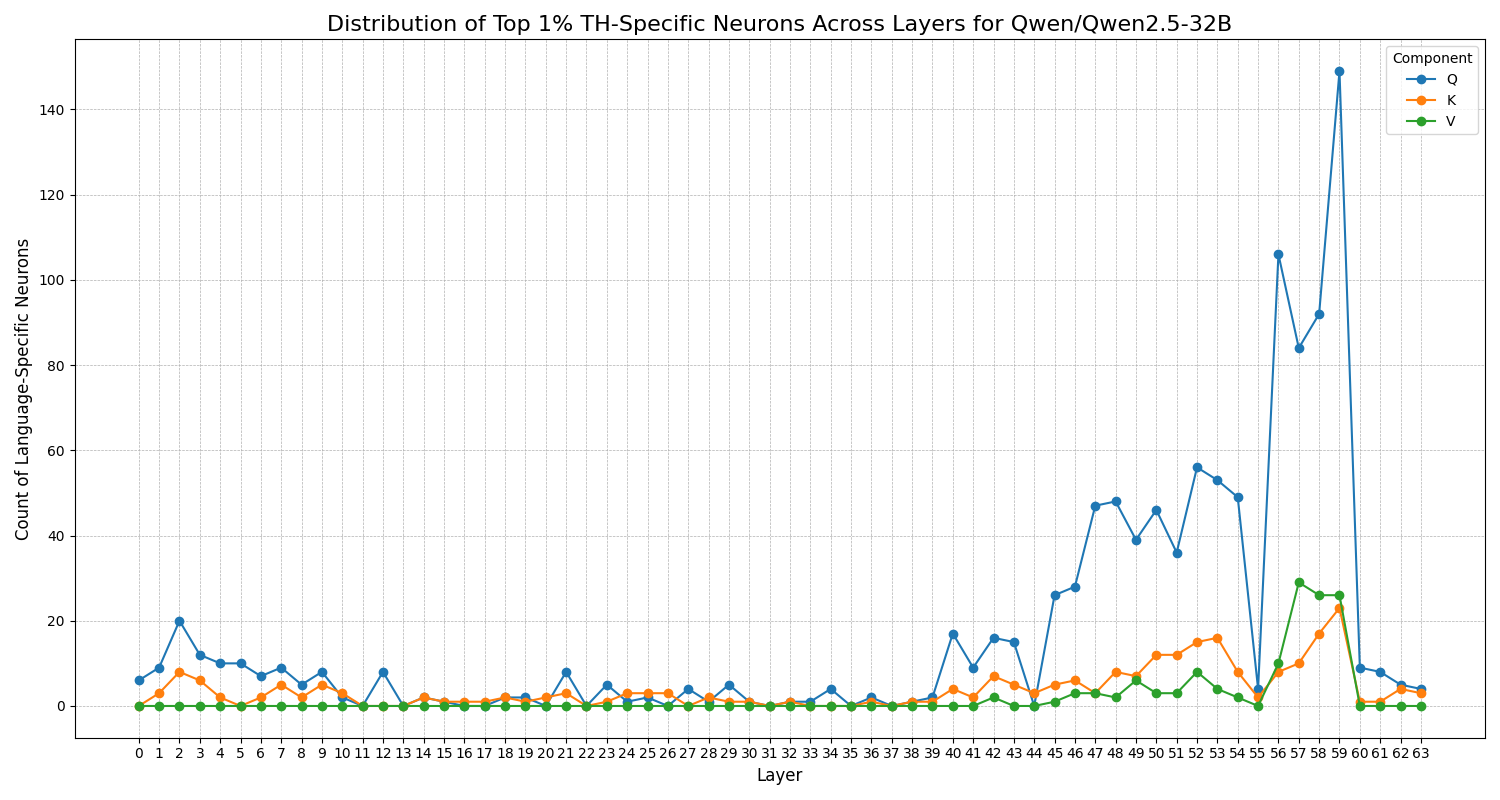 Distribution of Top 1% TH-Specific Neurons Across Layers for Qwen/Qwen2.5-32B
Component
Q
K
V
Count of Language-Specific Neurons
140
120
100
80
60
40
20
0
0 1 2 3 4 5 6 7 8 9 10 11 12 13 14 15 16 17 18 19 20 21 22 23 24 25 26 27 28 29 30 31 32 33 34 35 36 37 38 39 40 41 42 43 44 45 46 47 48 49 50 51 52 53 54 55 56 57 58 59 60 61 62 63
Layer